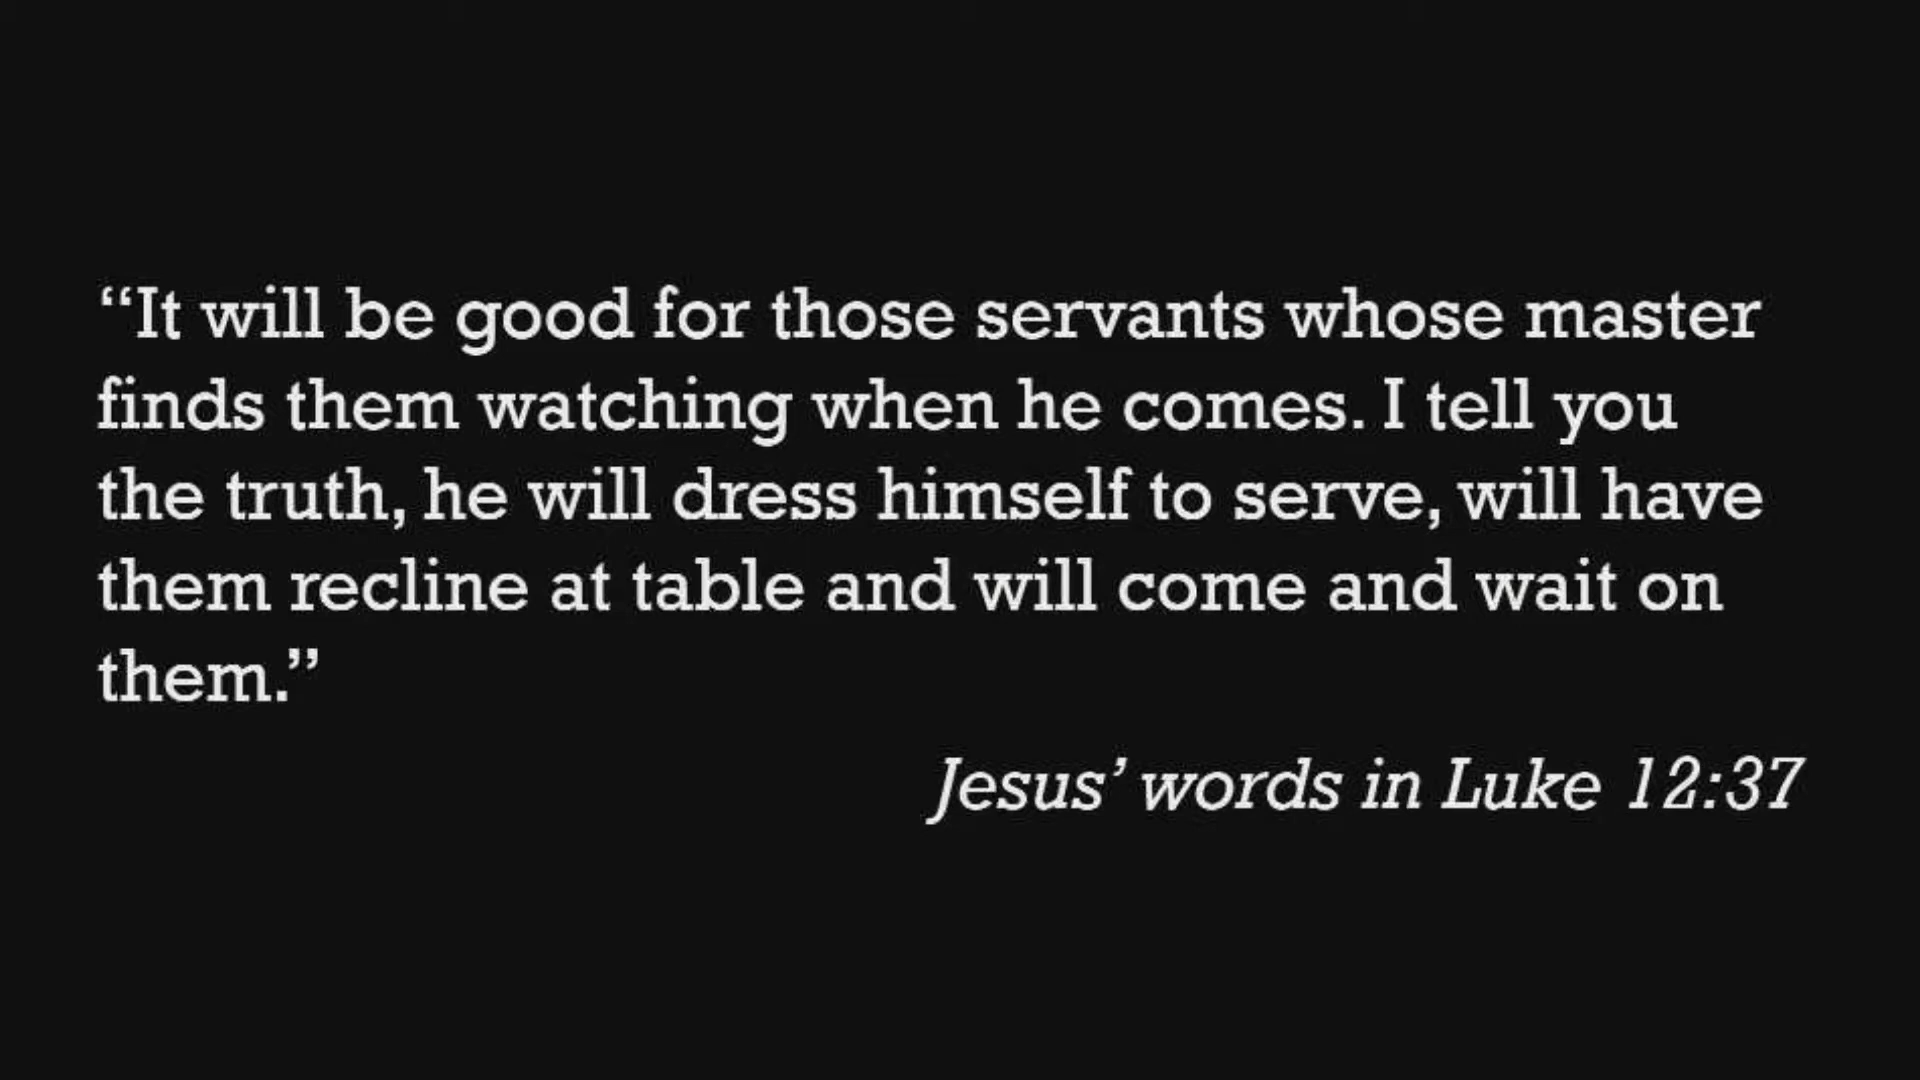 “It will be good for those servants whose master
finds them watching when he comes. I tell you
the truth, he will dress himself to serve, will have
them recline at table and will come and wait on
them.”
Jesus’ words in Luke 12:37